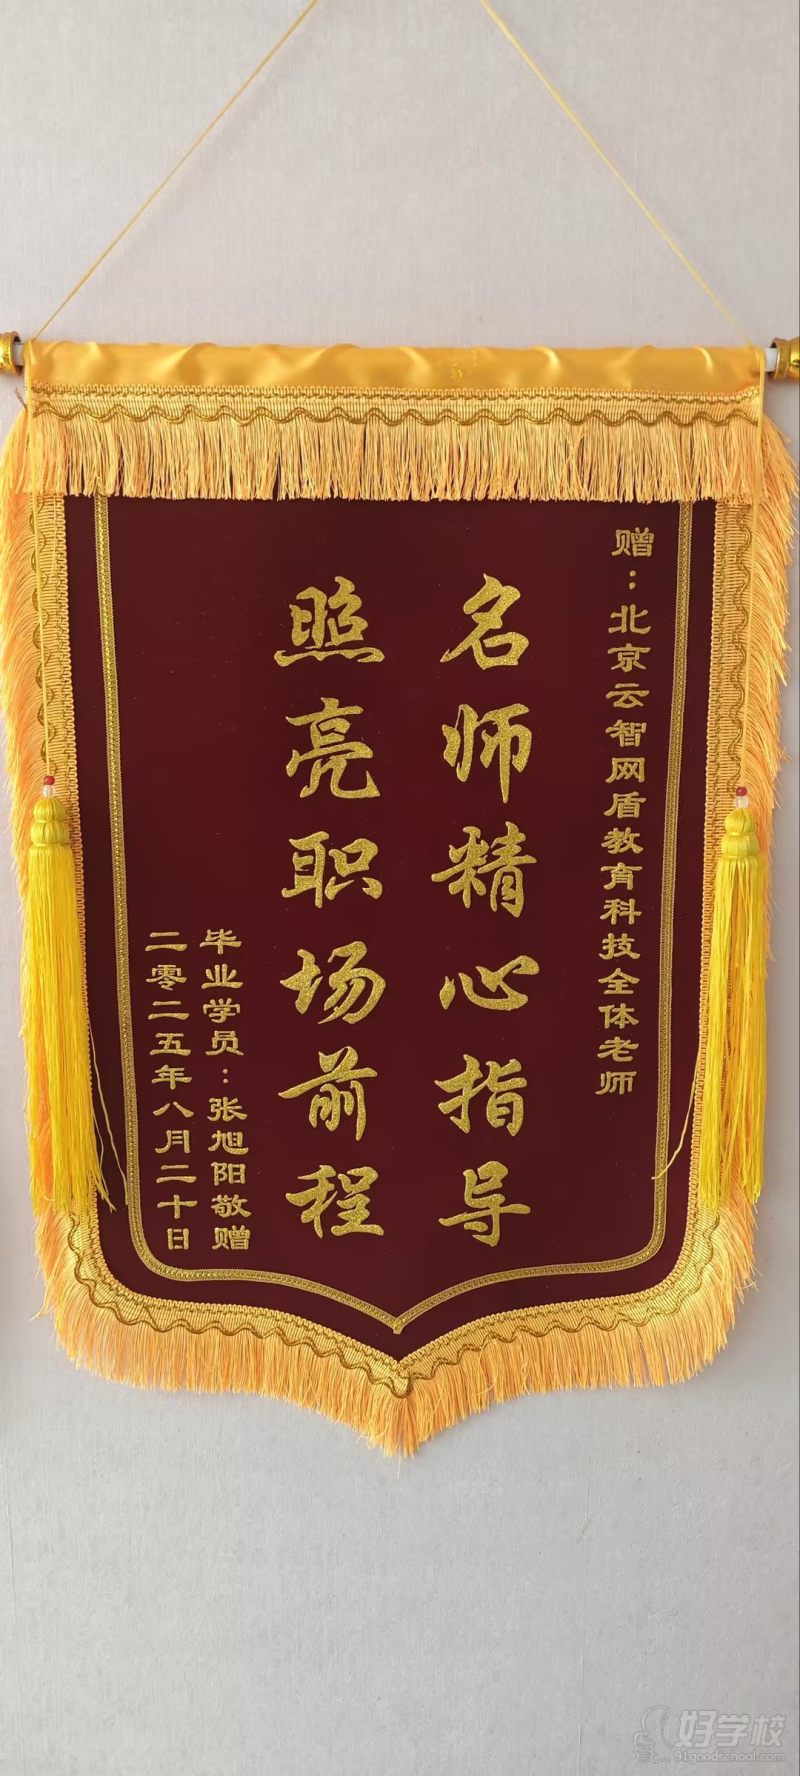 赠：北京云智网盾教育科技全体老师
名师精心指导
照亮职场前程
毕业学员：张旭阳敬赠
二零二五年八月二十日
好学校
91goodschool.com